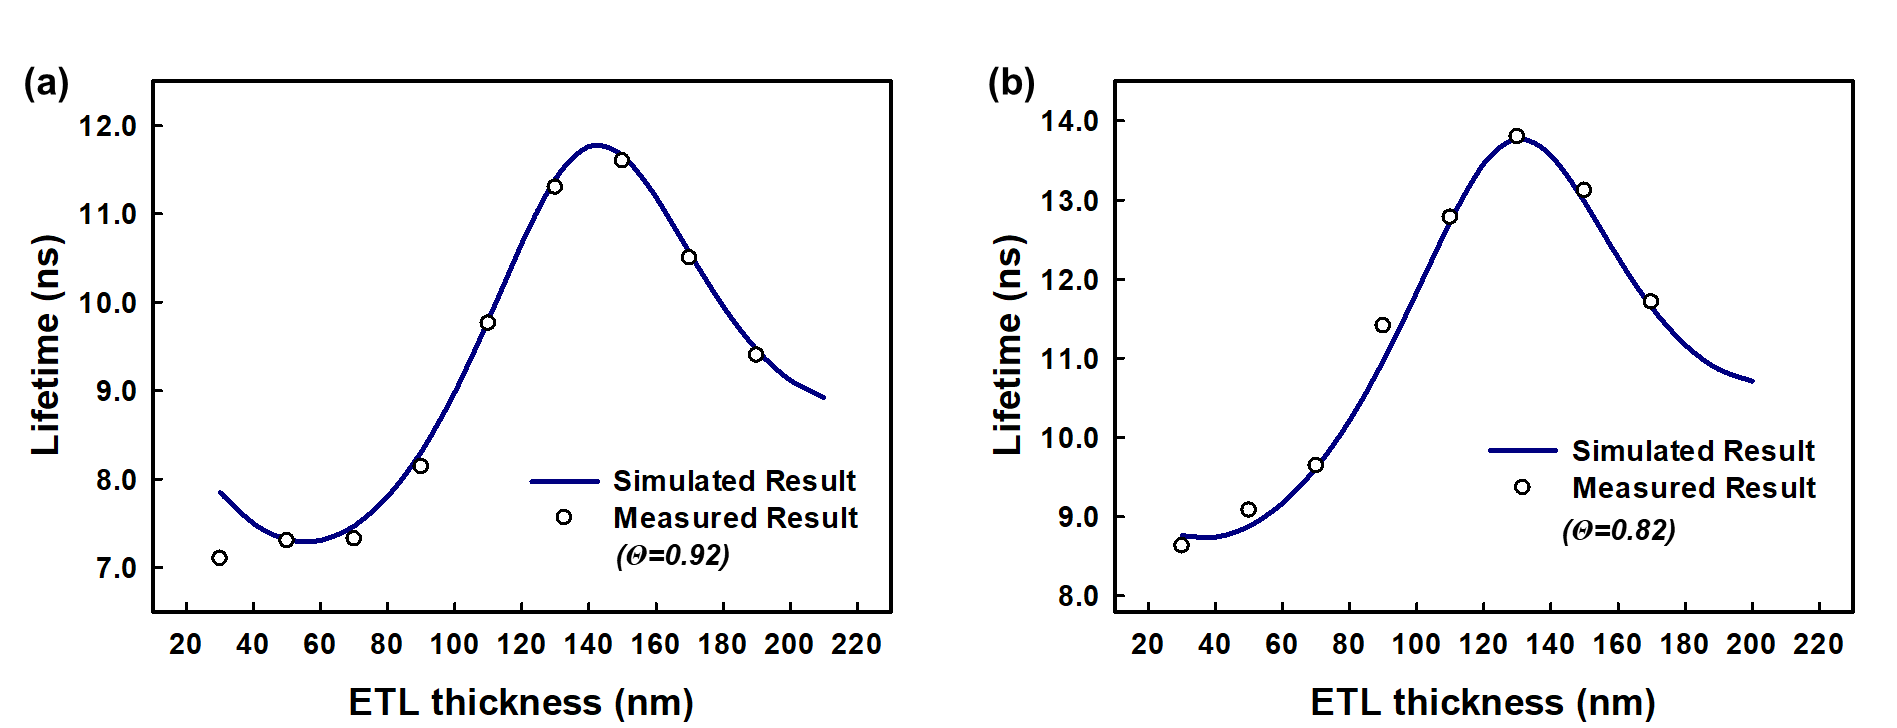 (a)
Lifetime (ns)
12.0
11.0
10.0
9.0
8.0
7.0
Simulated Result
Measured Result
(Θ=0.92)
20 40 60 80 100 120 140 160 180 200 220
ETL thickness (nm)
(b)
Lifetime (ns)
14.0
13.0
12.0
11.0
10.0
9.0
8.0
Simulated Result
Measured Result
(Θ=0.82)
20 40 60 80 100 120 140 160 180 200 220
ETL thickness (nm)